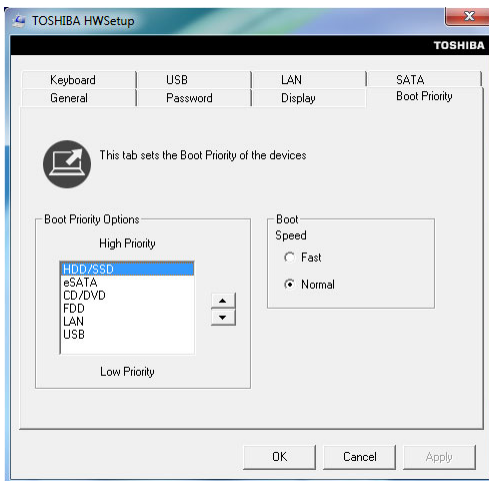 TOSHIBA HWSetup
TOSHIBA
Keyboard USB LAN SATA
General Password Display Boot Priority
This tab sets the Boot Priority of the devices
Boot Priority Options
High Priority
HDD/SSD
eSATA
CD/DVD
FDD
LAN
USB
Low Priority
Boot
Speed
Fast
Normal
OK Cancel Apply